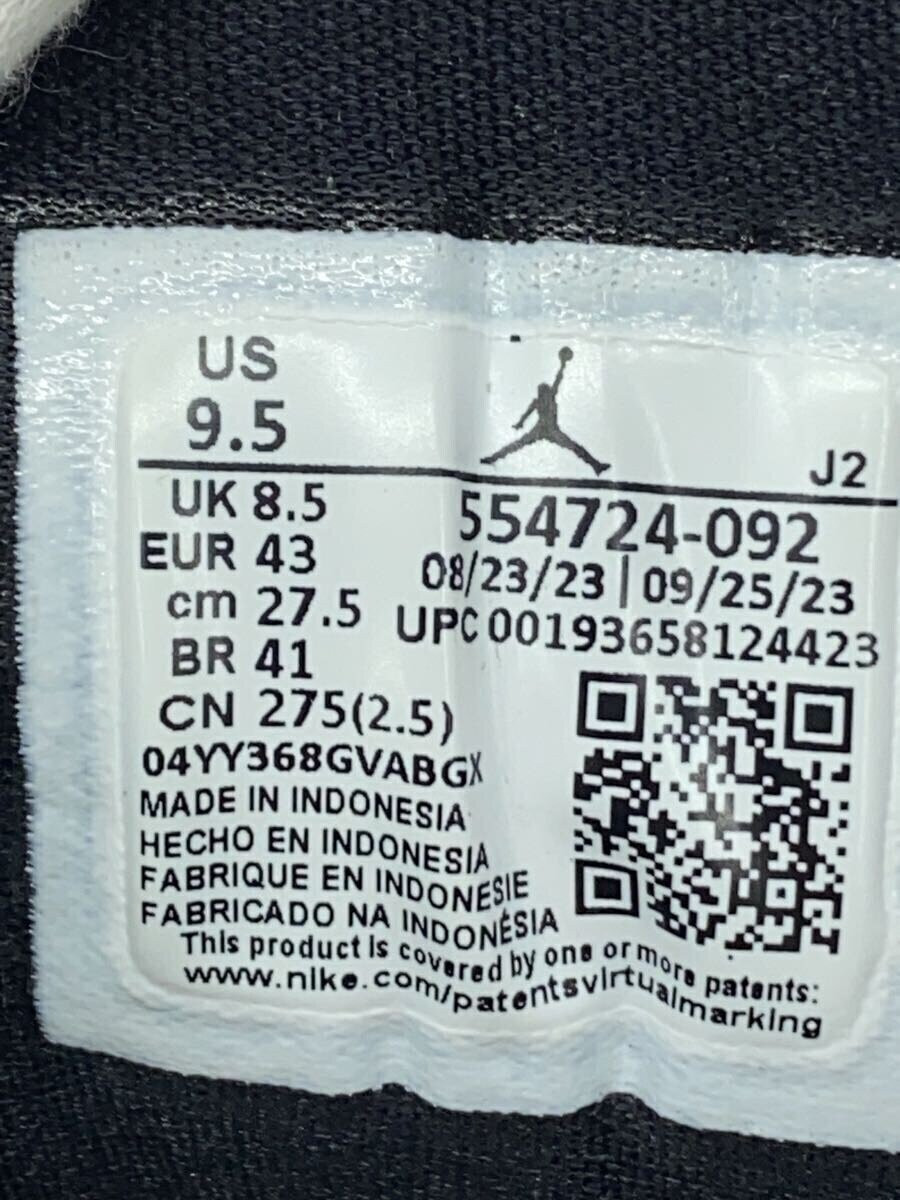 US
9.5
J2
UK 8.5
EUR 43
cm 27.5
BR 41
CN 275(2.5)
554724-092
08/23/23 | 09/25/23
UPC 00193658124423
04YY368GVABGX
MADE IN INDONESIA
HECHO EN INDONESIA
FABRIQUE EN INDONESIE
FABRICADO NA INDONÉSIA
This product is covered by one or more patents:
www.nike.com/patentsvirtualmarking